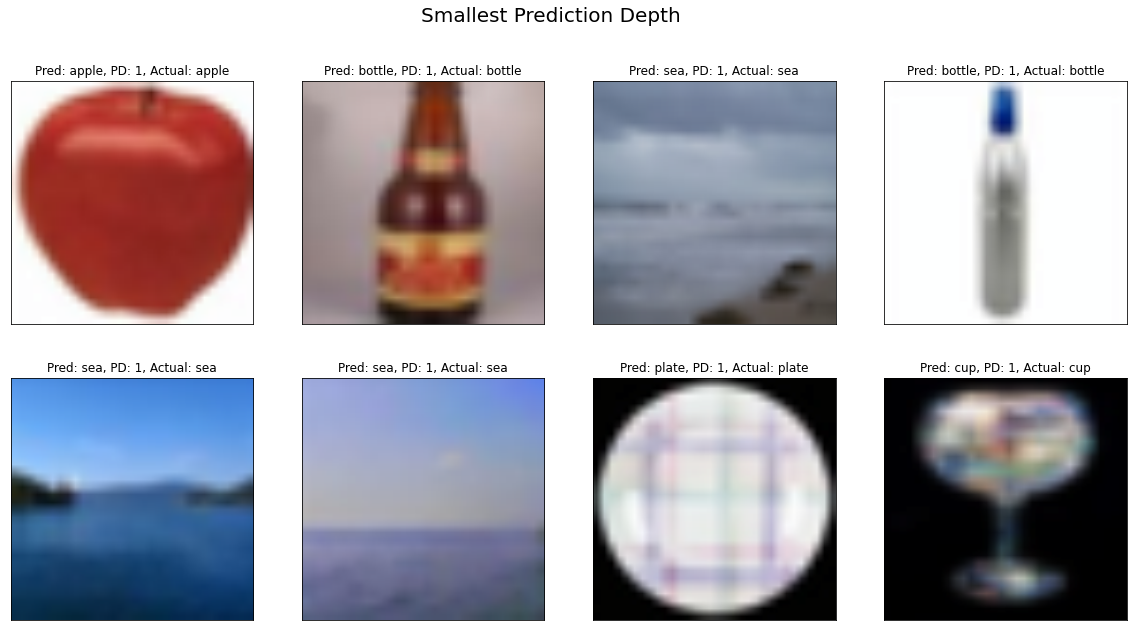 Smallest Prediction Depth
Pred: apple, PD: 1, Actual: apple
Pred: bottle, PD: 1, Actual: bottle
Pred: sea, PD: 1, Actual: sea
Pred: bottle, PD: 1, Actual: bottle
Pred: sea, PD: 1, Actual: sea
Pred: sea, PD: 1, Actual: sea
Pred: plate, PD: 1, Actual: plate
Pred: cup, PD: 1, Actual: cup